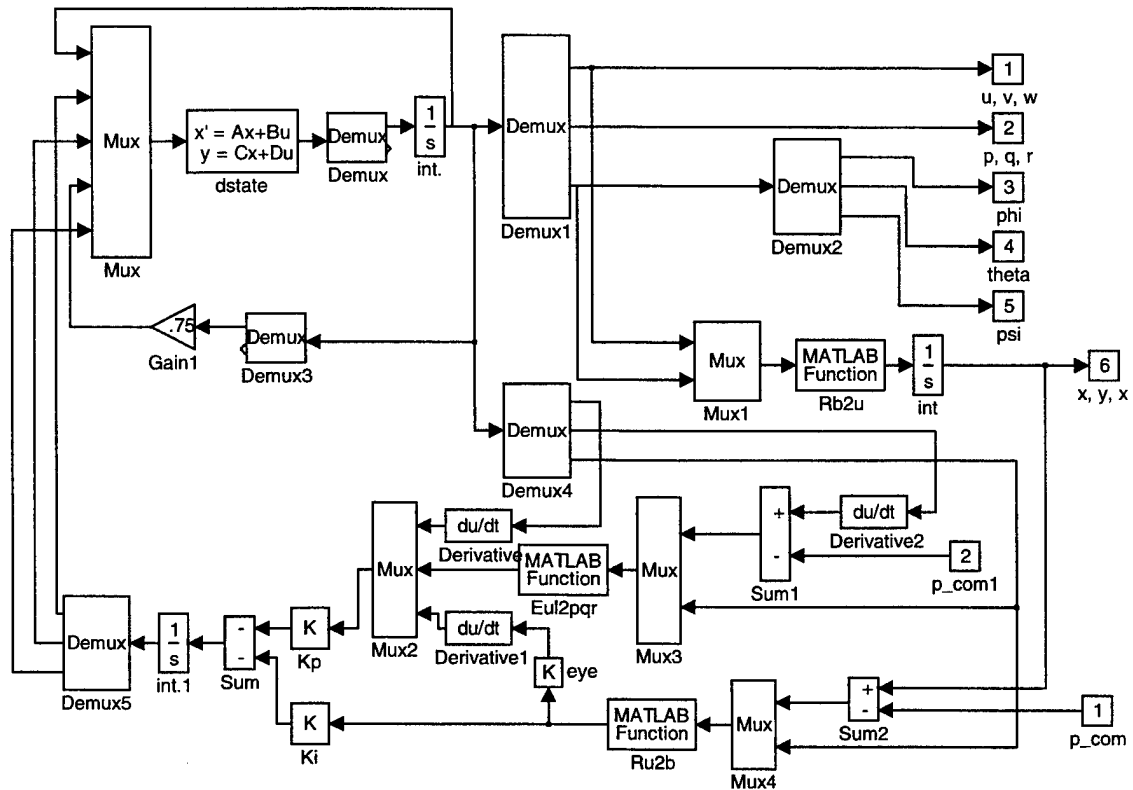 Mux
Mux
x' = Ax+Bu
y = Cx+Du
dstate
Demux
Demux
1
s
int.
Demux
Demux1
1
u, v, w
2
p, q, r
Demux
Demux2
3
phi
4
theta
5
psi
.75
Gain1
Demux
Demux3
Mux
Mux1
MATLAB
Function
Rb2u
1
s
int
6
x, y, x
Demux
Demux4
du/dt
Derivative
MATLAB
Function
Eul2pqr
Mux
Mux2
du/dt
Derivative1
K
eye
Mux
Mux3
+
-
Sum1
du/dt
Derivative2
2
p_com1
Demux
Demux5
1
s
int.1
-
-
Sum
K
Kp
K
Ki
MATLAB
Function
Ru2b
Mux
Mux4
+
-
Sum2
1
p_com